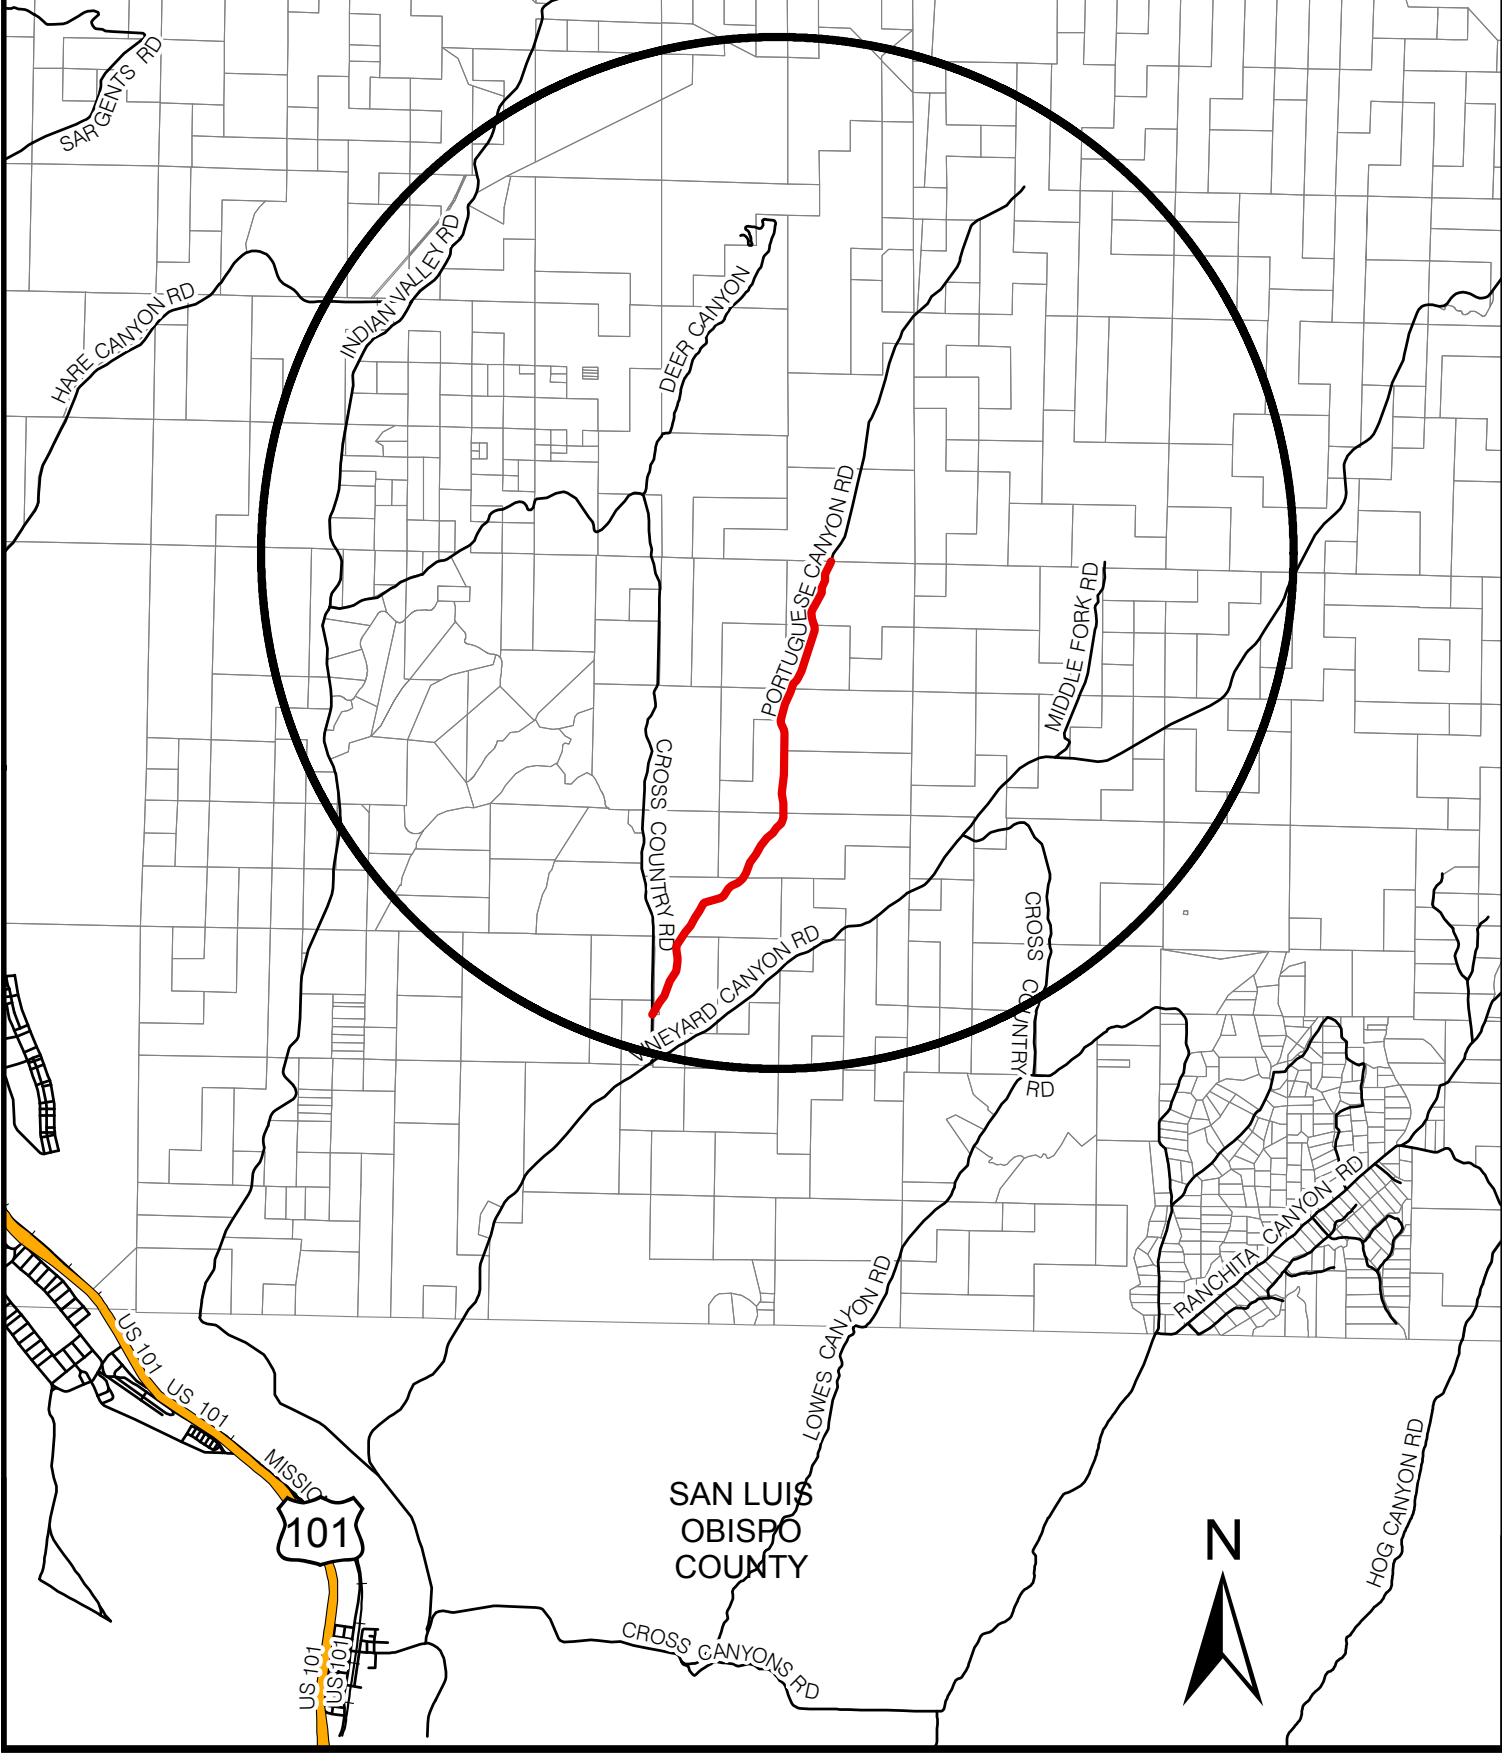 SARGENTS RD
INDIAN VALLEY RD
HARE CANYON RD
DEER CANYON
PORTUGUESE CANYON RD
MIDDLE FORK RD
CROSS COUNTRY RD
VINEYARD CANYON RD
CROSS COUNTRY RD
RANCHITA CANYON RD
LOWES CANYON RD
US 101
US 101
MISSIO
101
SAN LUIS
OBISPO
COUNTY
N
HOG CANYON RD
CROSS CANYONS RD
US 101
US 101